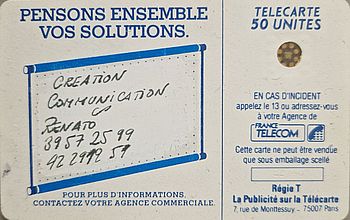 PENSONS ENSEMBLE
VOS SOLUTIONS.
CREATION
COMMUNICATION
RENATO
39 57 25 99
42 29 92 59
POUR PLUS D'INFORMATIONS,
CONTACTEZ VOTRE AGENCE COMMERCIALE.
TELECARTE
50 UNITES
EN CAS D'INCIDENT
appelez le 13 ou adressez-vous
à votre Agence de
FRANCE
TELECOM
Cette carte ne peut être vendue
que sous emballage scellé
Régie T
La Publicité sur la Télécarte
7, rue de Monttessuy - 75007 Paris